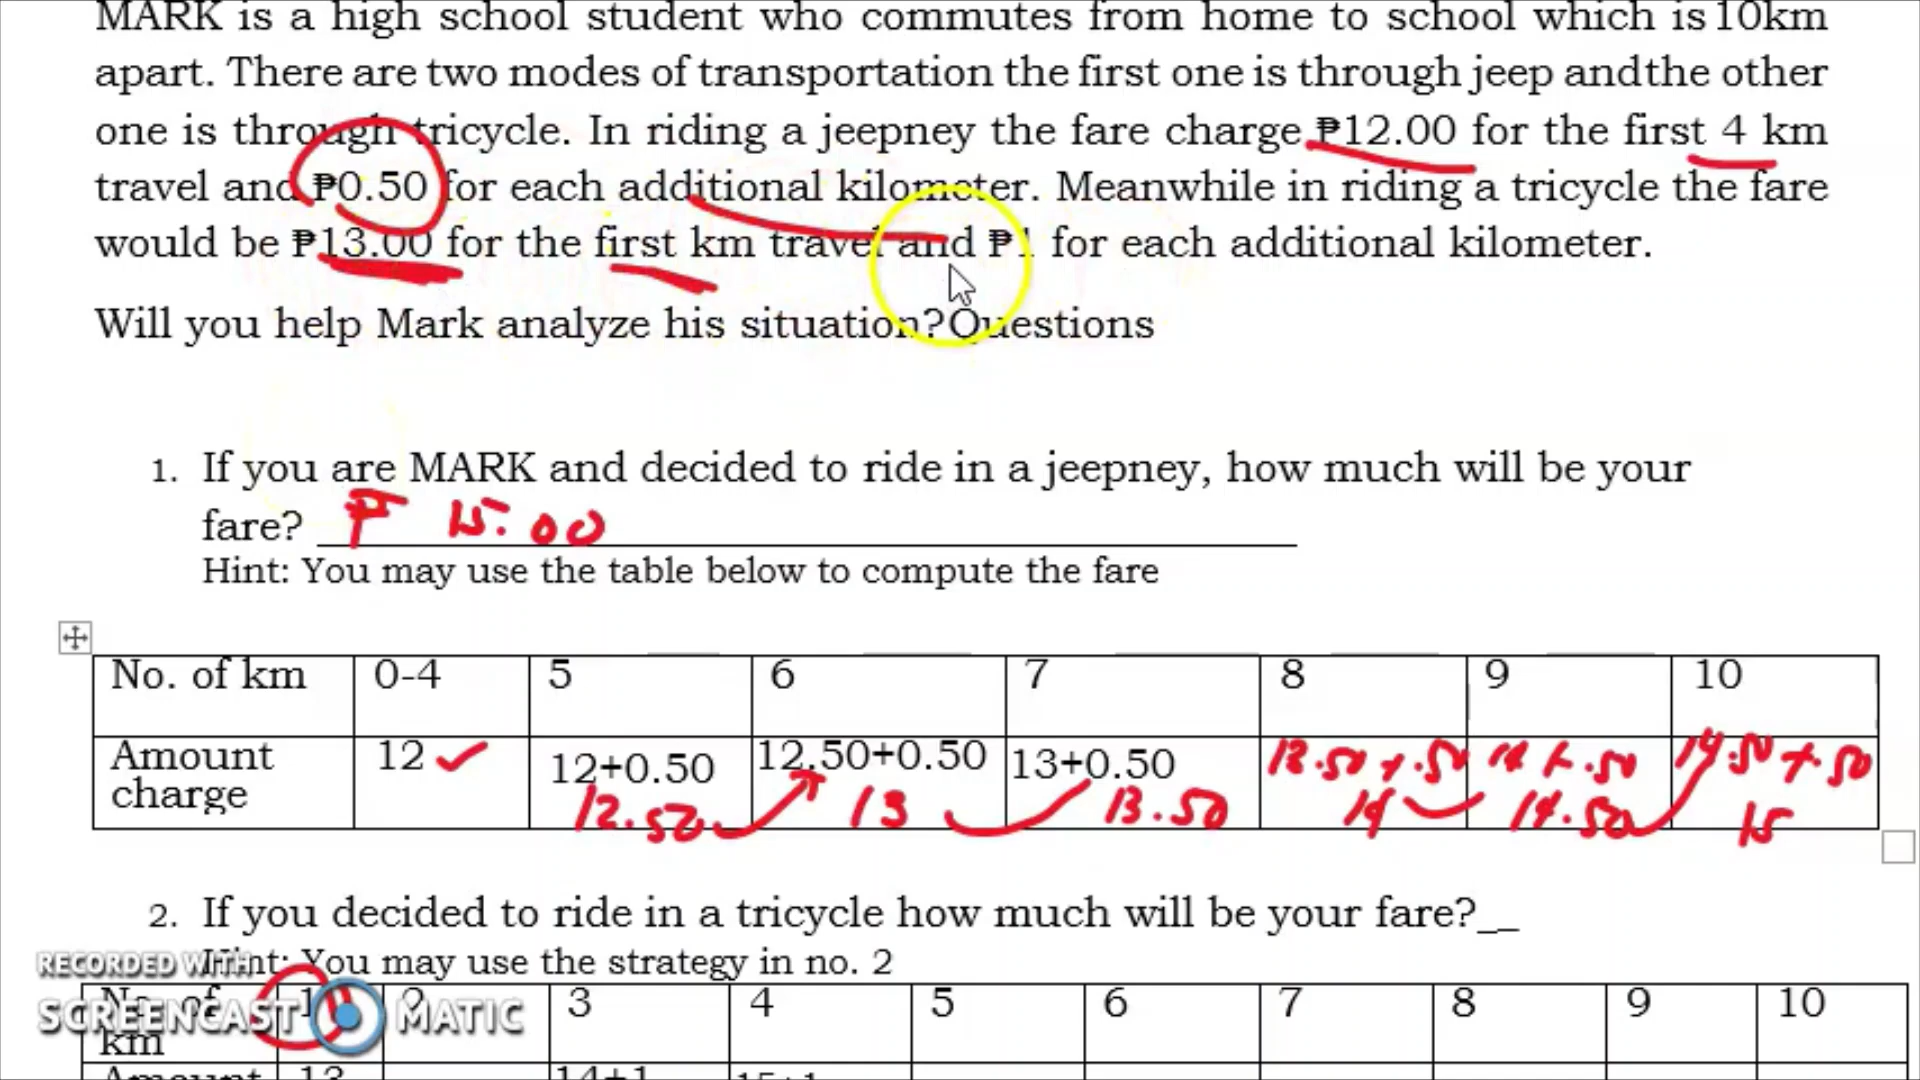 MARK is a high school student who commutes from home to school which is 10km
apart. There are two modes of transportation the first one is through jeep and the other
one is through tricycle. In riding a jeepney the fare charge ₱12.00 for the first 4 km
travel and ₱0.50 for each additional kilometer. Meanwhile in riding a tricycle the fare
would be ₱13.00 for the first km travel and ₱1 for each additional kilometer.
Will you help Mark analyze his situation? Questions
1. If you are MARK and decided to ride in a jeepney, how much will be your
fare? ₱ 15.00
Hint: You may use the table below to compute the fare
No. of km 0-4 5 6 7 8 9 10
Amount 12 12+0.50 12.50+0.50 13+0.50 13.50+.50 14+.50 14.50+.50
charge 12.50 13 13.50 14 14.50 15
2. If you decided to ride in a tricycle how much will be your fare?__
Hint: You may use the strategy in no. 2
No. of 1 2 3 4 5 6 7 8 9 10
km
Amount 13 14+1 15+1
RECORDED WITH
SCREENCAST MATIC